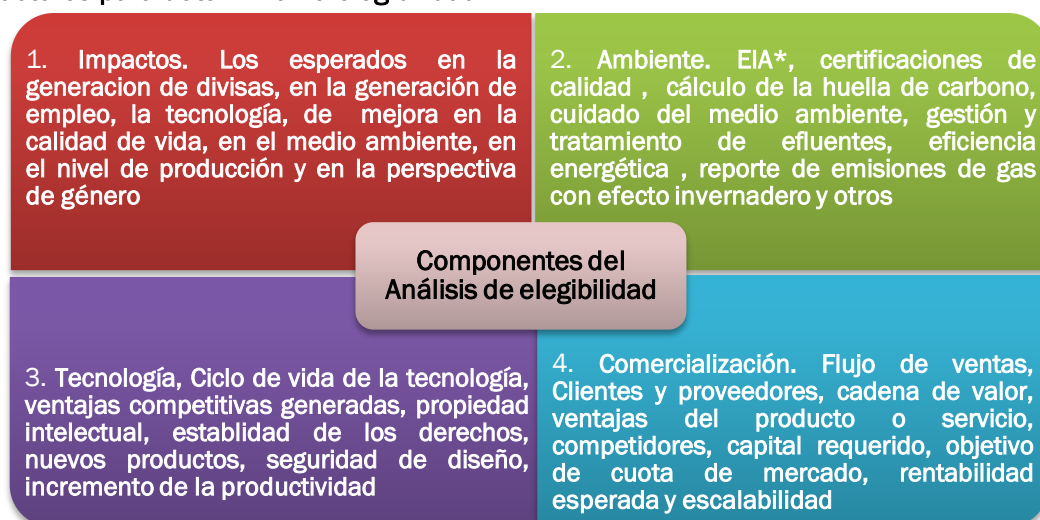 1. Impactos. Los esperados en la
generacion de divisas, en la generación de
empleo, la tecnología, de mejora en la
calidad de vida, en el medio ambiente, en
el nivel de producción y en la perspectiva
de género
2. Ambiente. EIA*, certificaciones de
calidad , cálculo de la huella de carbono,
cuidado del medio ambiente, gestión y
tratamiento de efluentes, eficiencia
energética , reporte de emisiones de gas
con efecto invernadero y otros
Componentes del
Análisis de elegibilidad
3. Tecnología, Ciclo de vida de la tecnología,
ventajas competitivas generadas, propiedad
intelectual, establidad de los derechos,
nuevos productos, seguridad de diseño,
incremento de la productividad
4. Comercialización. Flujo de ventas,
Clientes y proveedores, cadena de valor,
ventajas del producto o servicio,
competidores, capital requerido, objetivo
de cuota de mercado, rentabilidad
esperada y escalabilidad